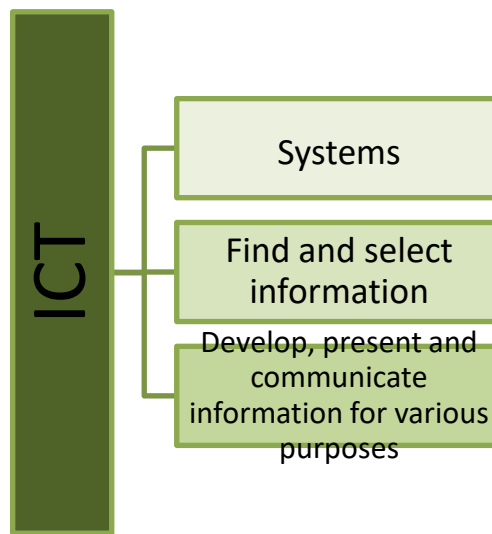 ICT
Systems
Find and select
information
Develop, present and
communicate
information for various
purposes